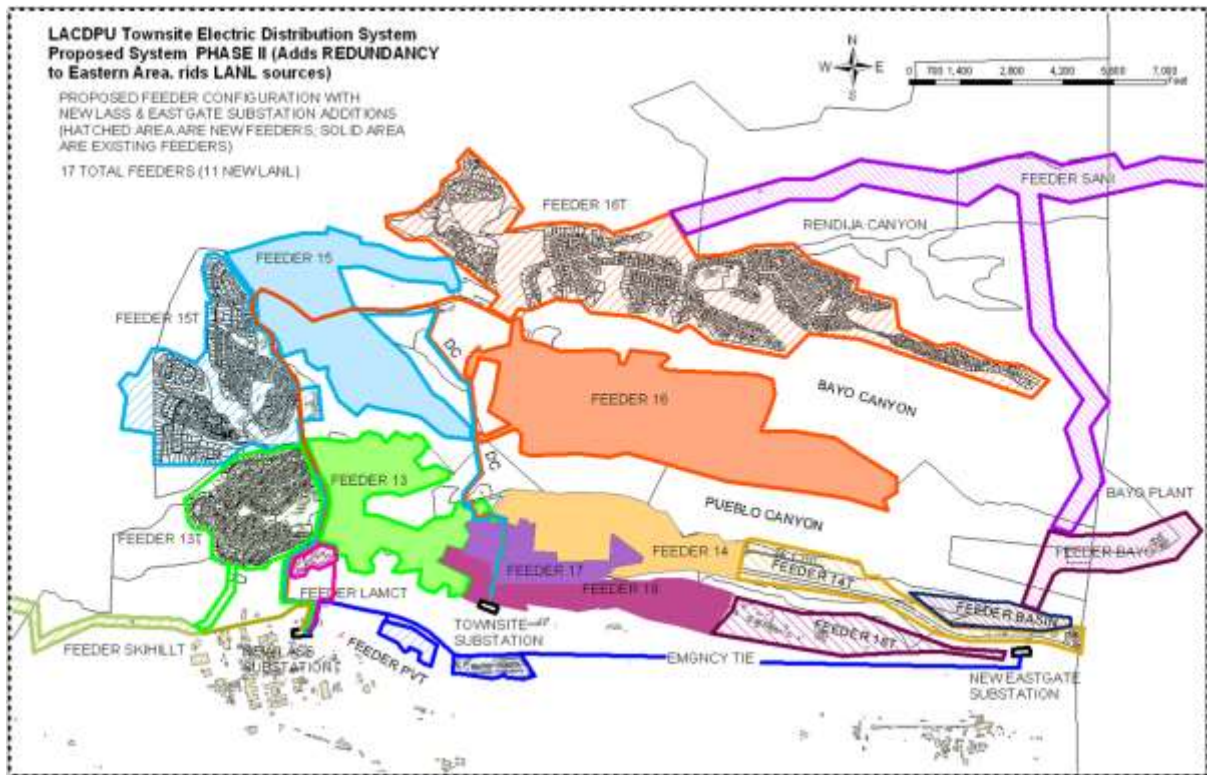 LACDPU Townsite Electric Distribution System
Proposed System PHASE II (Adds REDUNDANCY
to Eastern Area. rids LANL sources)
PROPOSED FEEDER CONFIGURATION WITH
NEW LASS & EASTGATE SUBSTATION ADDITIONS
(HATCHED AREA ARE NEW FEEDERS; SOLID AREA
ARE EXISTING FEEDERS)
17 TOTAL FEEDERS (11 NEW LANL)
N
W E
S
0 700 1,400 2,800 4,200 5,600 7,000
Feet
FEEDER SANI
FEEDER 16T
RENDIJA CANYON
FEEDER 15
FEEDER 15T
DC
BAYO CANYON
FEEDER 16
DC
FEEDER 13
BAYO PLANT
PUEBLO CANYON
FEEDER 13T
FEEDER 14
FEEDER BAYO
FEEDER 17
FEEDER 14T
FEEDER LAMCT
FEEDER 18
FEEDER BASIN
TOWNSITE
SUBSTATION
FEEDER 18T
FEEDER SKIHILLT
NEW LASS
SUBSTATION
FEEDER PVT
EMGNCY TIE
NEW EASTGATE
SUBSTATION